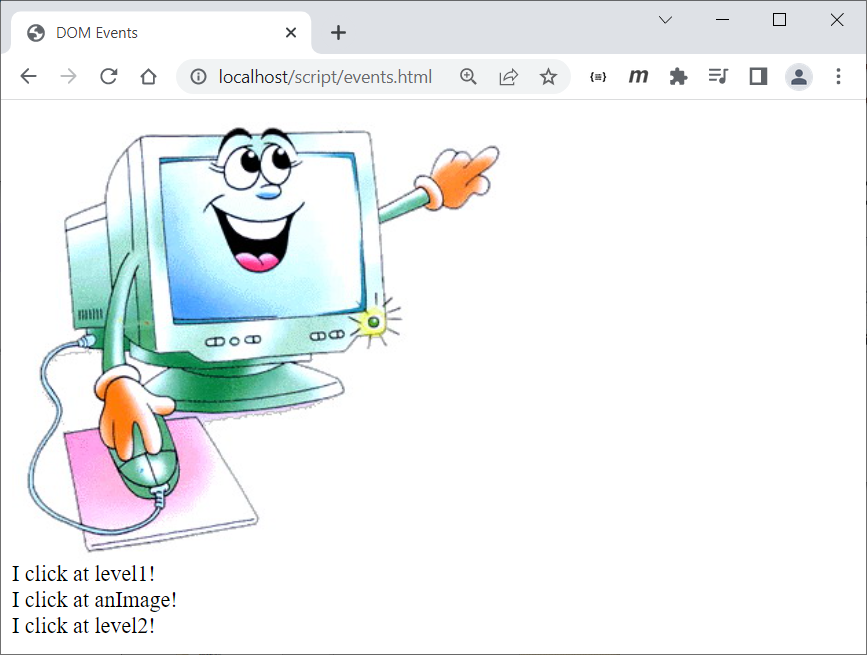 DOM Events
localhost/script/events.html
{≡} m
I click at level1!
I click at anImage!
I click at level2!